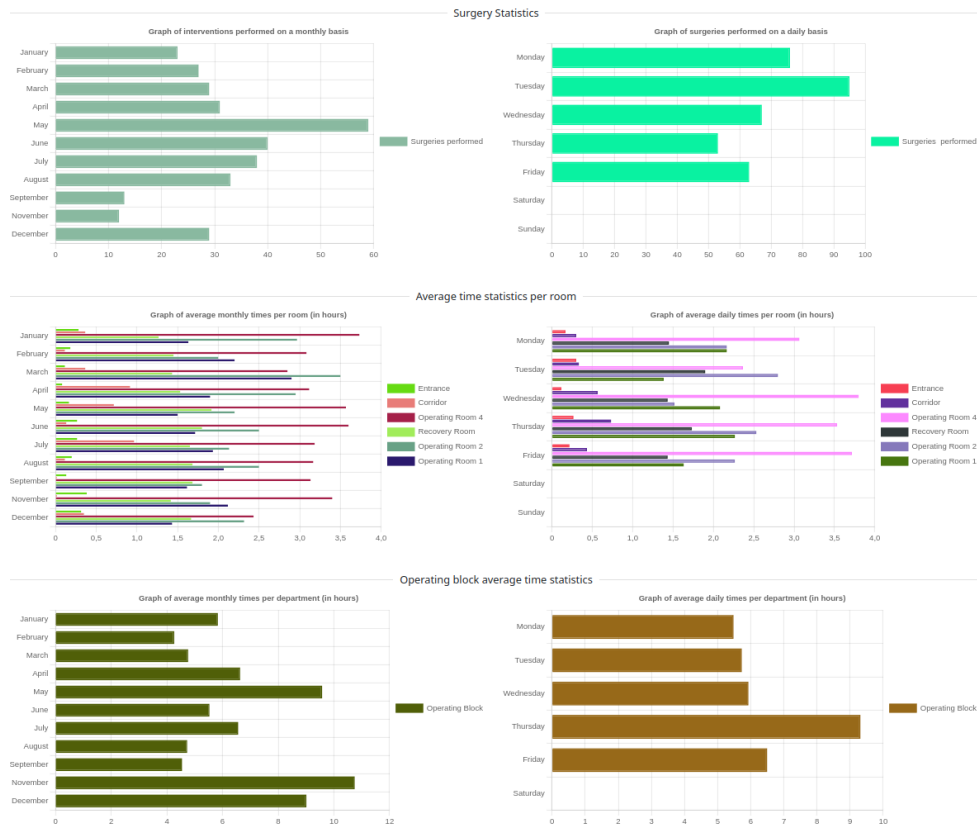 Surgery Statistics
Graph of interventions performed on a monthly basis
January
February
March
April
May
June
July
August
September
November
December
0 10 20 30 40 50 60
Surgeries performed
Graph of surgeries performed on a daily basis
Monday
Tuesday
Wednesday
Thursday
Friday
Saturday
Sunday
0 10 20 30 40 50 60 70 80 90 100
Surgeries performed
Average time statistics per room
Graph of average monthly times per room (in hours)
January
February
March
April
May
June
July
August
September
November
December
0 0,5 1,0 1,5 2,0 2,5 3,0 3,5 4,0
Entrance
Corridor
Operating Room 4
Recovery Room
Operating Room 2
Operating Room 1
Graph of average daily times per room (in hours)
Monday
Tuesday
Wednesday
Thursday
Friday
Saturday
Sunday
0 0,5 1,0 1,5 2,0 2,5 3,0 3,5 4,0
Entrance
Corridor
Operating Room 4
Recovery Room
Operating Room 2
Operating Room 1
Operating block average time statistics
Graph of average monthly times per department (in hours)
January
February
March
April
May
June
July
August
September
November
December
0 2 4 6 8 10 12
Operating Block
Graph of average daily times per department (in hours)
Monday
Tuesday
Wednesday
Thursday
Friday
Saturday
0 1 2 3 4 5 6 7 8 9 10
Operating Block